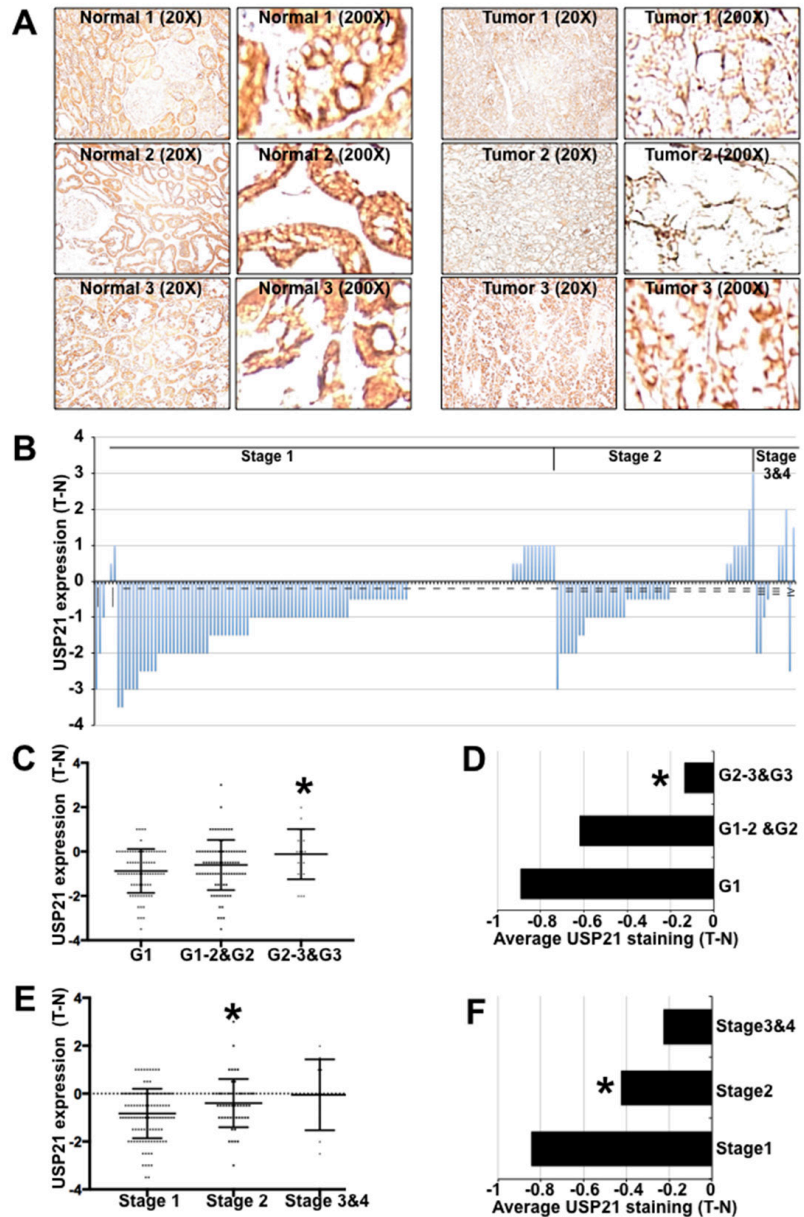 A
Normal 1 (20X)
Normal 1 (200X)
Tumor 1 (20X)
Tumor 1 (200X)
Normal 2 (20X)
Normal 2 (200X)
Tumor 2 (20X)
Tumor 2 (200X)
Normal 3 (20X)
Normal 3 (200X)
Tumor 3 (20X)
Tumor 3 (200X)
B
USP21 expression (T-N)
4
3
2
1
0
-1
-2
-3
-4
Stage 1
Stage 2
Stage
3&4
C
USP21 expression (T-N)
4
2
0
-2
-4
*
G1
G1-2&G2
G2-3&G3
D
*
G2-3&G3
G1-2 &G2
G1
-1 -0.8 -0.6 -0.4 -0.2 0
Average USP21 staining (T-N)
E
USP21 expression (T-N)
4
2
0
-2
-4
*
Stage 1
Stage 2
Stage 3&4
F
Stage3&4
*
Stage2
Stage1
-1 -0.8 -0.6 -0.4 -0.2 0
Average USP21 staining (T-N)